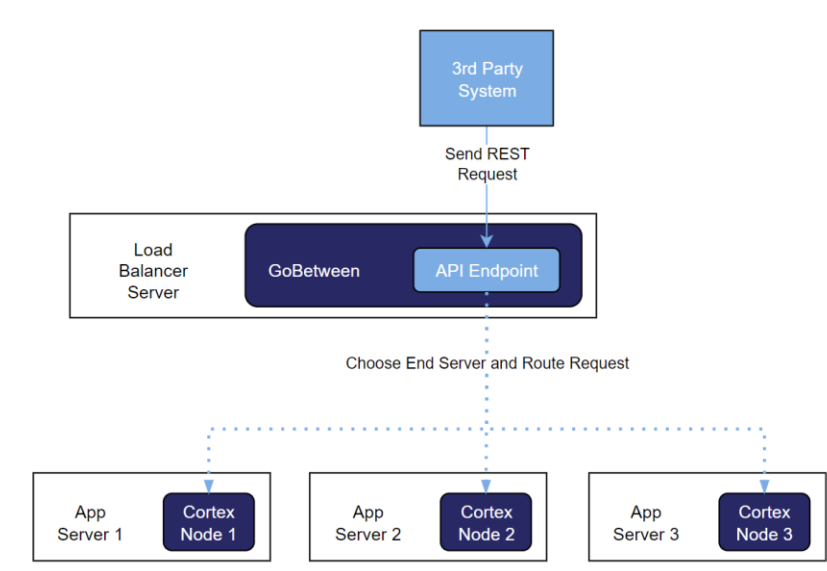 3rd Party
System
Send REST
Request
Load
Balancer
Server
GoBetween
API Endpoint
Choose End Server and Route Request
App
Server 1
Cortex
Node 1
App
Server 2
Cortex
Node 2
App
Server 3
Cortex
Node 3